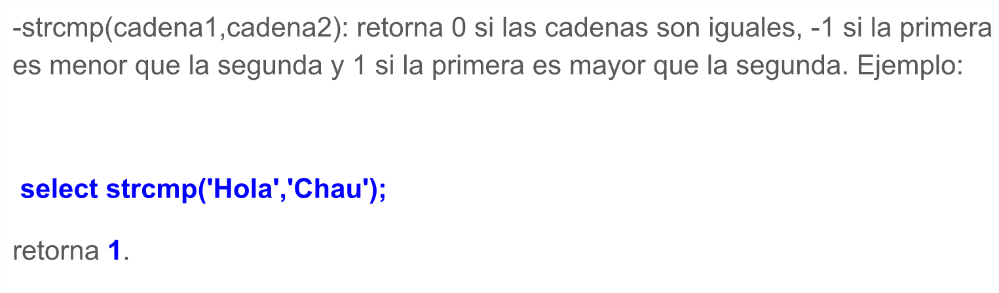 -strcmp(cadena1,cadena2): retorna 0 si las cadenas son iguales, -1 si la primera
es menor que la segunda y 1 si la primera es mayor que la segunda. Ejemplo:
select strcmp('Hola','Chau');
retorna 1.